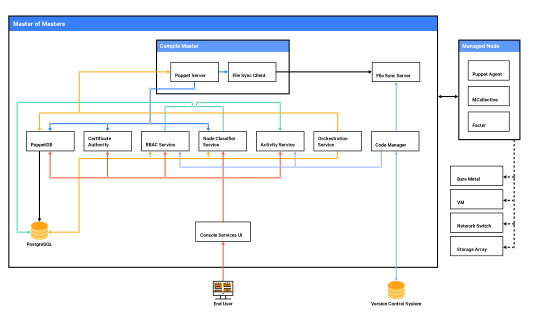 Master of Masters
Compile Master
Managed Node
Puppet Server
File Sync Client
File Sync Server
Puppet Agent
MCollective
Facter
PuppetDB
Certificate
Authority
RBAC Service
Node Classifier
Service
Activity Service
Orchestration
Service
Code Manager
Bare Metal
VM
Network Switch
Storage Array
Console Services UI
PostgreSQL
End User
Version Control System